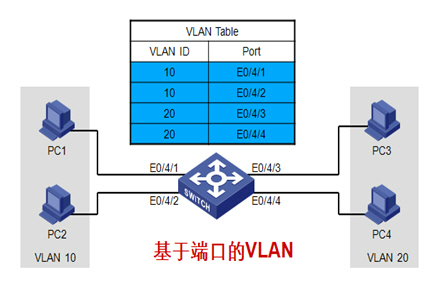 VLAN Table
VLAN ID Port
10 E0/4/1
10 E0/4/2
20 E0/4/3
20 E0/4/4
PC1
PC3
E0/4/1
E0/4/3
SWITCH
E0/4/2
E0/4/4
PC2
PC4
VLAN 10
基于端口的VLAN
VLAN 20